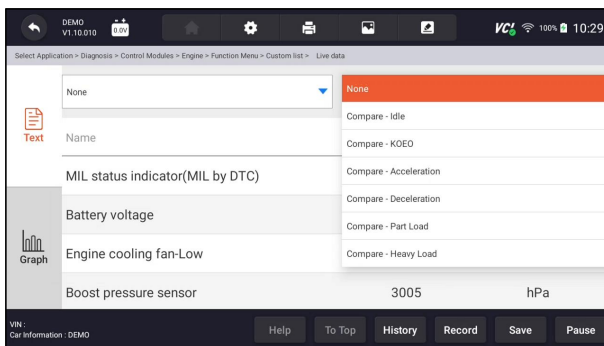 DEMO
V1.10.010
0.0V
VCI
100%
10:29
Select Application > Diagnosis > Control Modules > Engine > Function Menu > Custom list > Live data
Text
Graph
None
Name
MIL status indicator(MIL by DTC)
Battery voltage
Engine cooling fan-Low
Boost pressure sensor 3005 hPa
None
Compare - Idle
Compare - KOEO
Compare - Acceleration
Compare - Deceleration
Compare - Part Load
Compare - Heavy Load
VIN :
Car Information : DEMO
Help To Top History Record Save Pause